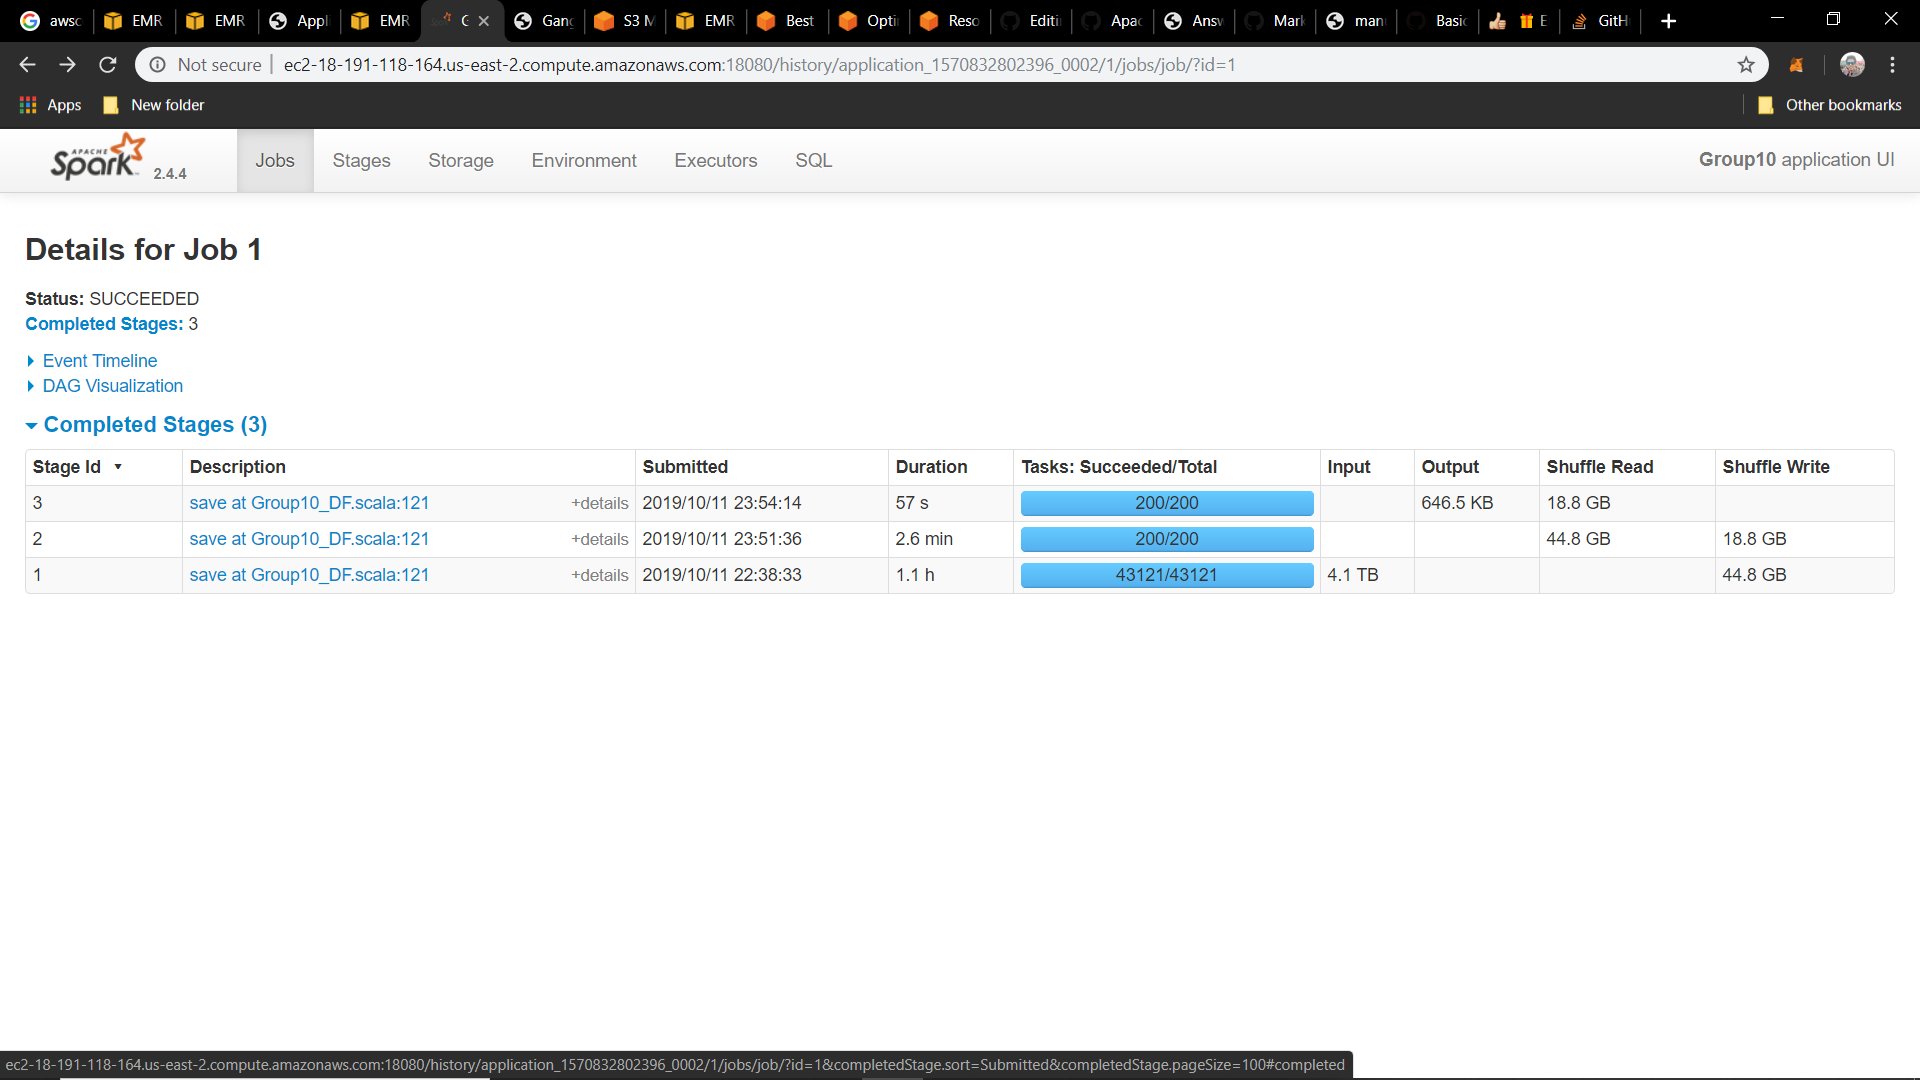 awsc EMR EMR Appli EMR G Gang S3 M EMR Best Opti Reso Editi Apac Answ Mark man Basic E GitH
Not secure ec2-18-191-118-164.us-east-2.compute.amazonaws.com:18080/history/application_1570832802396_0002/1/jobs/job/?id=1
Apps New folder Other bookmarks
APACHE Spark 2.4.4 Jobs Stages Storage Environment Executors SQL Group10 application UI
Details for Job 1
Status: SUCCEEDED
Completed Stages: 3
Event Timeline
DAG Visualization
Completed Stages (3)
Stage Id Description Submitted Duration Tasks: Succeeded/Total Input Output Shuffle Read Shuffle Write
3 save at Group10_DF.scala:121 +details 2019/10/11 23:54:14 57 s 200/200 646.5 KB 18.8 GB
2 save at Group10_DF.scala:121 +details 2019/10/11 23:51:36 2.6 min 200/200 44.8 GB 18.8 GB
1 save at Group10_DF.scala:121 +details 2019/10/11 22:38:33 1.1 h 43121/43121 4.1 TB 44.8 GB
ec2-18-191-118-164.us-east-2.compute.amazonaws.com:18080/history/application_1570832802396_0002/1/jobs/job/?id=1&completedStage.sort=Submitted&completedStage.pageSize=100#completed